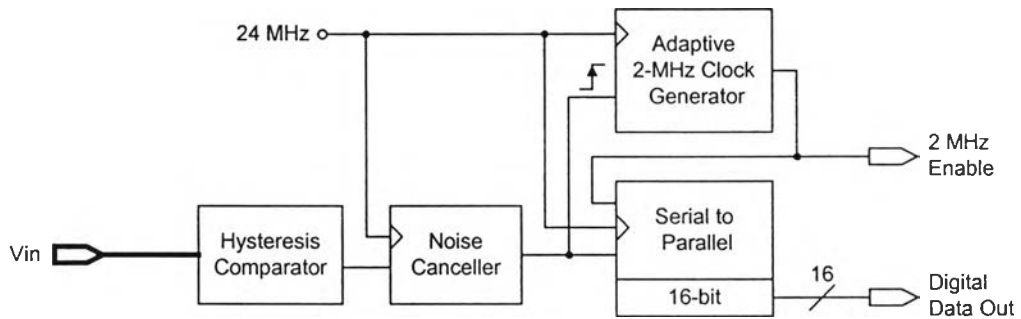 24 MHz
Adaptive
2-MHz Clock
Generator
2 MHz
Enable
Vin
Hysteresis
Comparator
Noise
Canceller
Serial to
Parallel
16-bit
16
Digital
Data Out